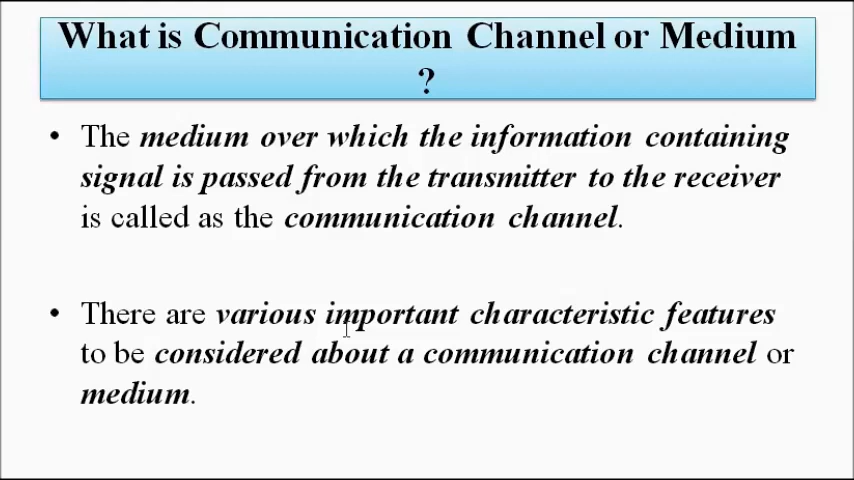 What is Communication Channel or Medium
?
• The medium over which the information containing
signal is passed from the transmitter to the receiver
is called as the communication channel.
• There are various important characteristic features
to be considered about a communication channel or
medium.